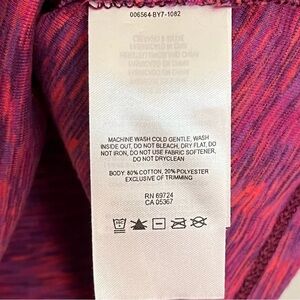 006564-BY7-1082
MACHINE WASH COLD GENTLE, WASH
INSIDE OUT, DO NOT BLEACH, DRY FLAT, DO
NOT IRON, DO NOT USE FABRIC SOFTENER,
DO NOT DRYCLEAN
BODY: 80% COTTON, 20% POLYESTER
EXCLUSIVE OF TRIMMING
RN 69724
CA 05367